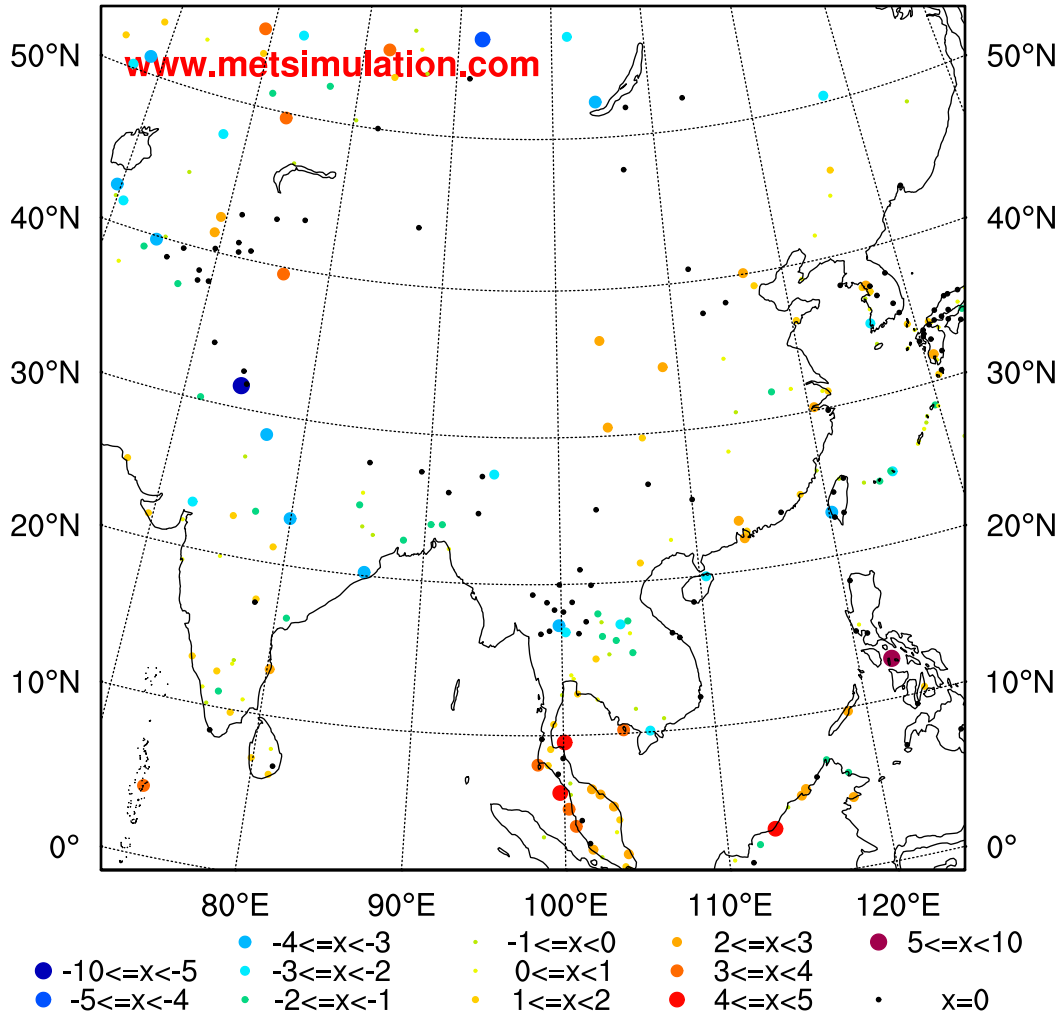 50°N 50°N
www.metsimulation.com
40°N 40°N
30°N 30°N
20°N 20°N
10°N 10°N
0° 0°
80°E 90°E 100°E 110°E 120°E
-4<=x<-3 -1<=x<0 2<=x<3 5<=x<10
-10<=x<-5 -3<=x<-2 0<=x<1 3<=x<4
-5<=x<-4 -2<=x<-1 1<=x<2 4<=x<5 x=0